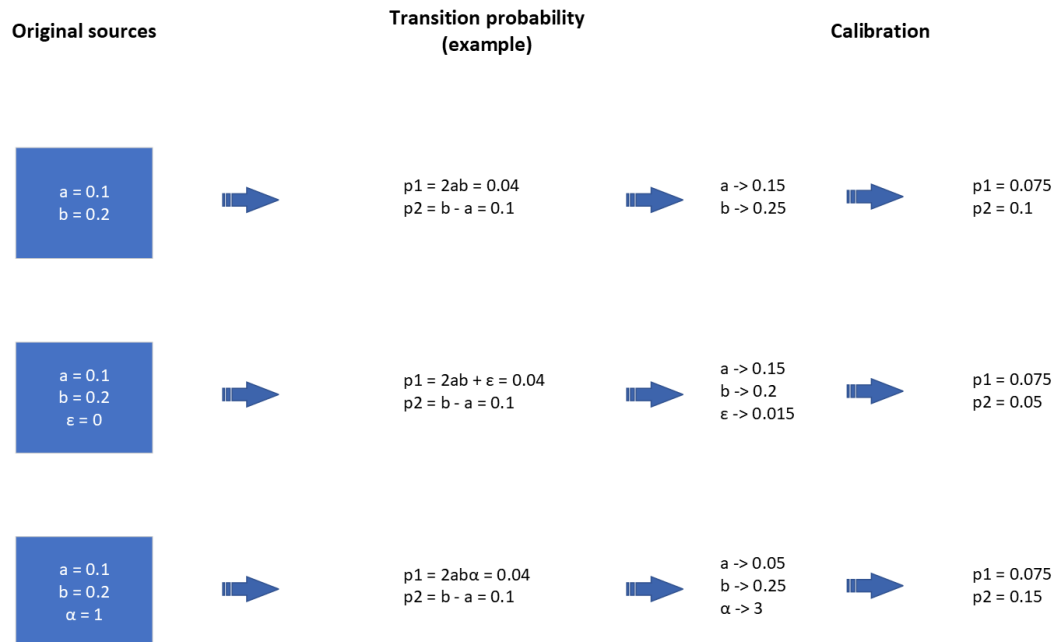 Original sources
Transition probability
(example)
Calibration
a = 0.1
b = 0.2
p1 = 2ab = 0.04
p2 = b - a = 0.1
a -> 0.15
b -> 0.25
p1 = 0.075
p2 = 0.1
a = 0.1
b = 0.2
ε = 0
p1 = 2ab + ε = 0.04
p2 = b - a = 0.1
a -> 0.15
b -> 0.2
ε -> 0.015
p1 = 0.075
p2 = 0.05
a = 0.1
b = 0.2
α = 1
p1 = 2abα = 0.04
p2 = b - a = 0.1
a -> 0.05
b -> 0.25
α -> 3
p1 = 0.075
p2 = 0.15